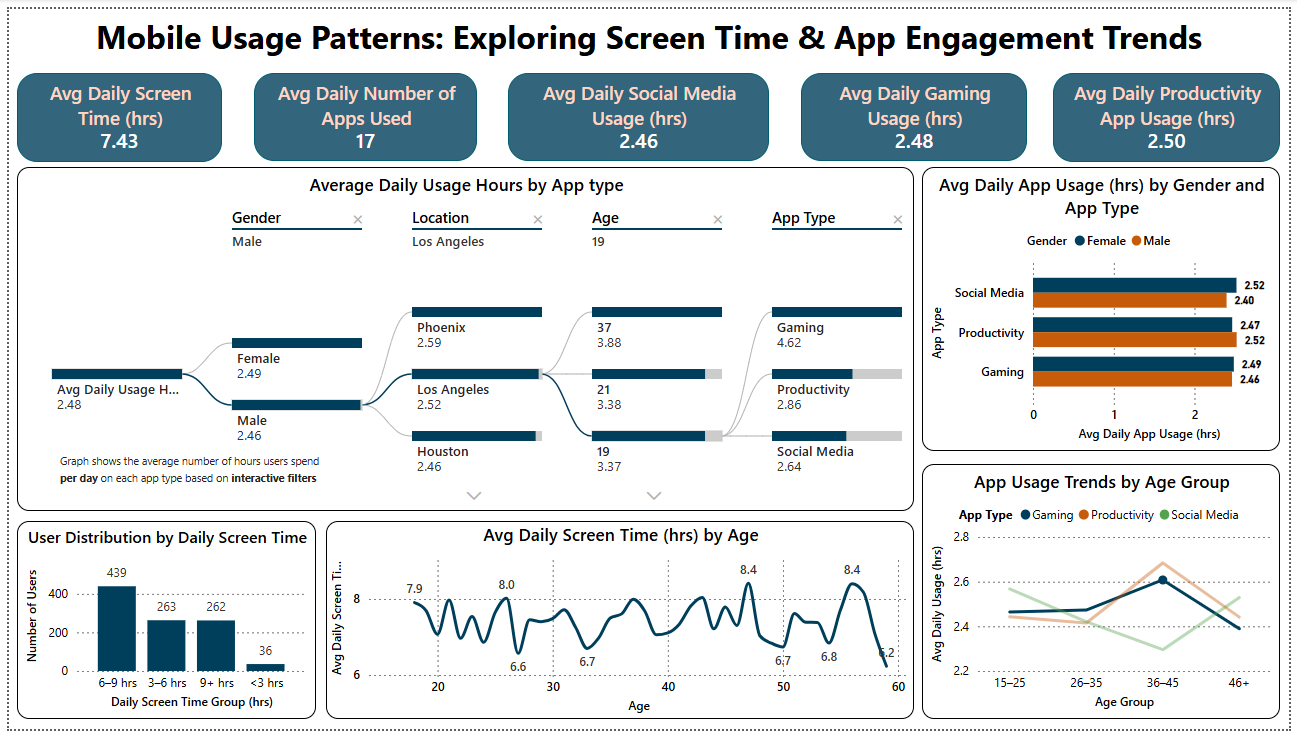 Mobile Usage Patterns: Exploring Screen Time & App Engagement Trends
Avg Daily Screen
Time (hrs)
7.43
Avg Daily Number of
Apps Used
17
Avg Daily Social Media
Usage (hrs)
2.46
Avg Daily Gaming
Usage (hrs)
2.48
Avg Daily Productivity
App Usage (hrs)
2.50
Average Daily Usage Hours by App type
Gender ×
Male
Location ×
Los Angeles
Age ×
19
App Type ×
Avg Daily Usage H...
2.48
Female
2.49
Male
2.46
Phoenix
2.59
Los Angeles
2.52
Houston
2.46
37
3.88
21
3.38
19
3.37
Gaming
4.62
Productivity
2.86
Social Media
2.64
Graph shows the average number of hours users spend
per day on each app type based on interactive filters
Avg Daily App Usage (hrs) by Gender and
App Type
Gender Female Male
App Type
Social Media
2.52
2.40
Productivity
2.47
2.52
Gaming
2.49
2.46
0 1 2
Avg Daily App Usage (hrs)
User Distribution by Daily Screen Time
Number of Users
400
200
0
439
263
262
36
6–9 hrs 3–6 hrs 9+ hrs <3 hrs
Daily Screen Time Group (hrs)
Avg Daily Screen Time (hrs) by Age
Avg Daily Screen Ti...
8
6
7.9
8.0
6.6
6.7
8.4
6.7
6.8
8.4
6.2
20 30 40 50 60
Age
App Usage Trends by Age Group
App Type Gaming Productivity Social Media
Avg Daily Usage (hrs)
2.8
2.6
2.4
2.2
15–25 26–35 36–45 46+
Age Group